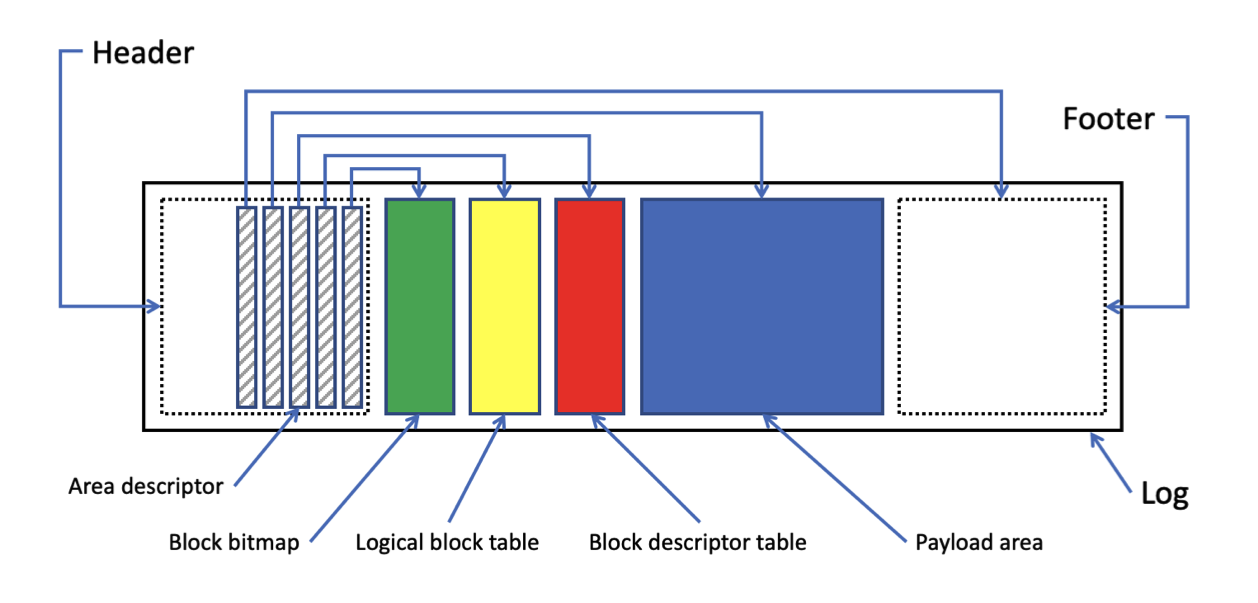 Header
Footer
Area descriptor
Log
Block bitmap
Logical block table
Block descriptor table
Payload area